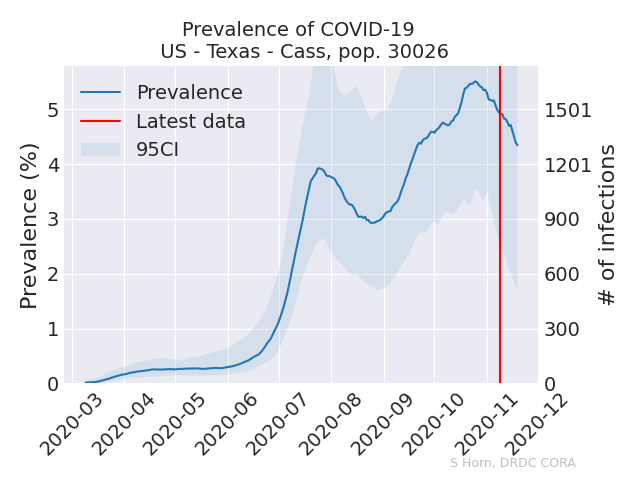 Prevalence of COVID-19
US - Texas - Cass, pop. 30026
Prevalence
Latest data
95CI
Prevalence (%)
5
4
3
2
1
0
1501
1201
900
600
300
0
# of infections
2020-03
2020-04
2020-05
2020-06
2020-07
2020-08
2020-09
2020-10
2020-11
2020-12
S Horn, DRDC CORA